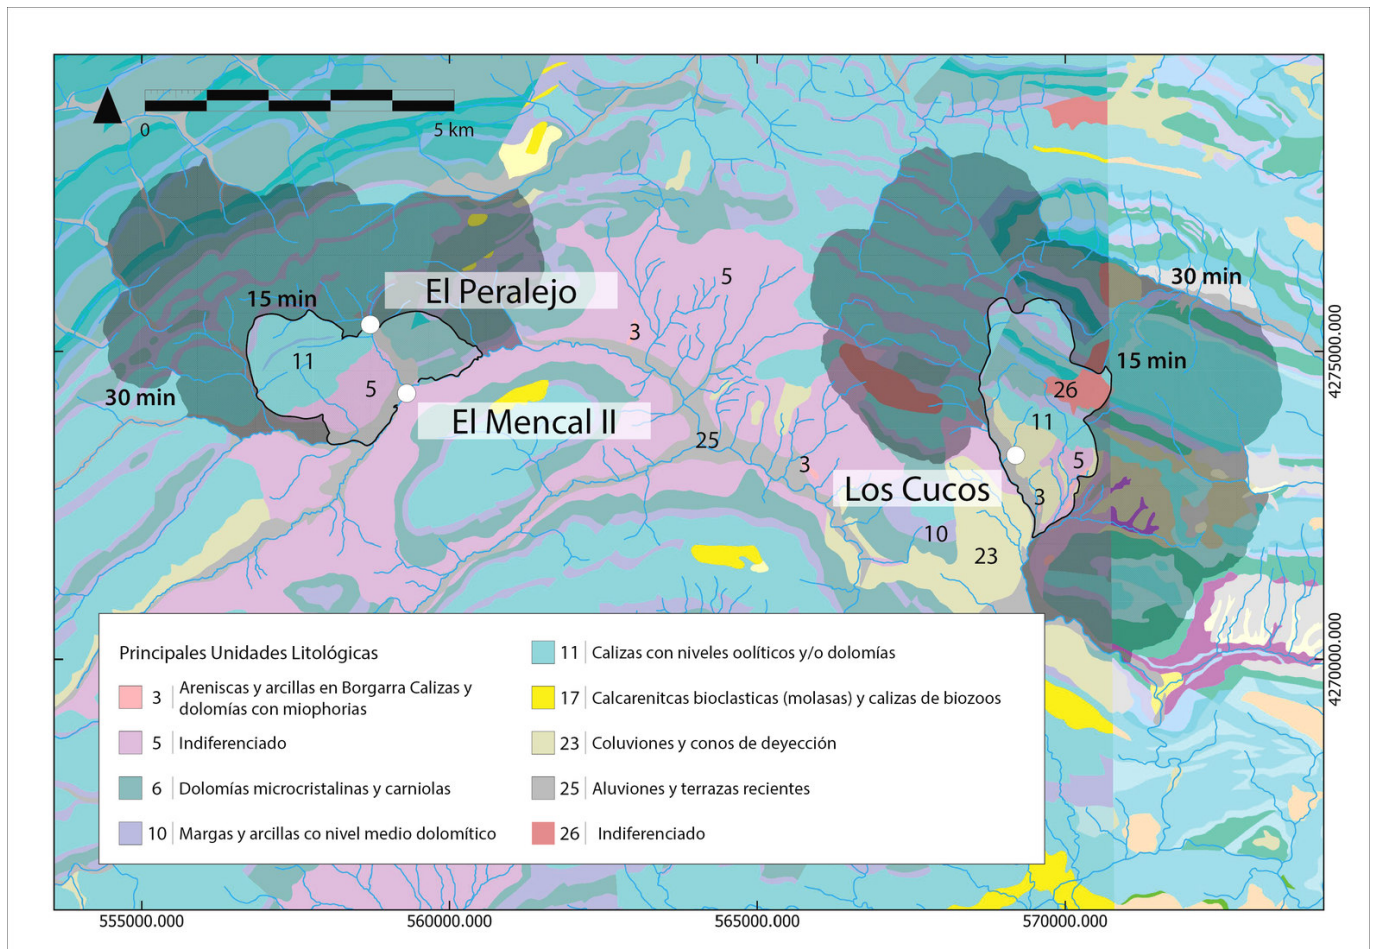 0
5 km
5
30 min
El Peralejo
15 min
4275000.000
3
15 min
11
5
26
30 min
El Mencal II
11
25
3
5
Los Cucos
3
10
23
Principales Unidades Litológicas
3 Areniscas y arcillas en Borgarra Calizas y
dolomías con miophorias
5 Indiferenciado
6 Dolomías microcristalinas y carniolas
10 Margas y arcillas co nivel medio dolomítico
11 Calizas con niveles oolíticos y/o dolomías
17 Calcarenitcas bioclasticas (molasas) y calizas de biozoos
23 Coluviones y conos de deyección
25 Aluviones y terrazas recientes
26 Indiferenciado
4270000.000
555000.000
560000.000
565000.000
570000.000